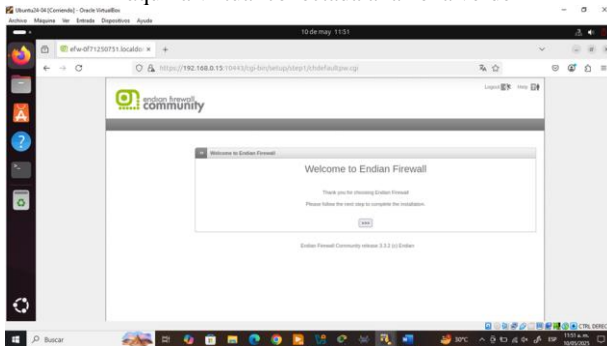 Ubuntu24-04 [Corriendo] - Oracle VirtualBox
Archivo Máquina Ver Entrada Dispositivos Ayuda
10 de may 11:51
efw-0f71250751.localdo
https://192.168.0.15:10443/cgi-bin/setup/step1/chdefaultpw.cgi
endian firewall
community
Logout
Help
Welcome to Endian Firewall
Welcome to Endian Firewall
Thank you for choosing Endian Firewall
Please follow the next step to complete the installation.
>>>
Endian Firewall Community release 3.3.2 (c) Endian
CTRL DEREC
Buscar
30°C
ESP
11:51 a. m.
10/05/2025